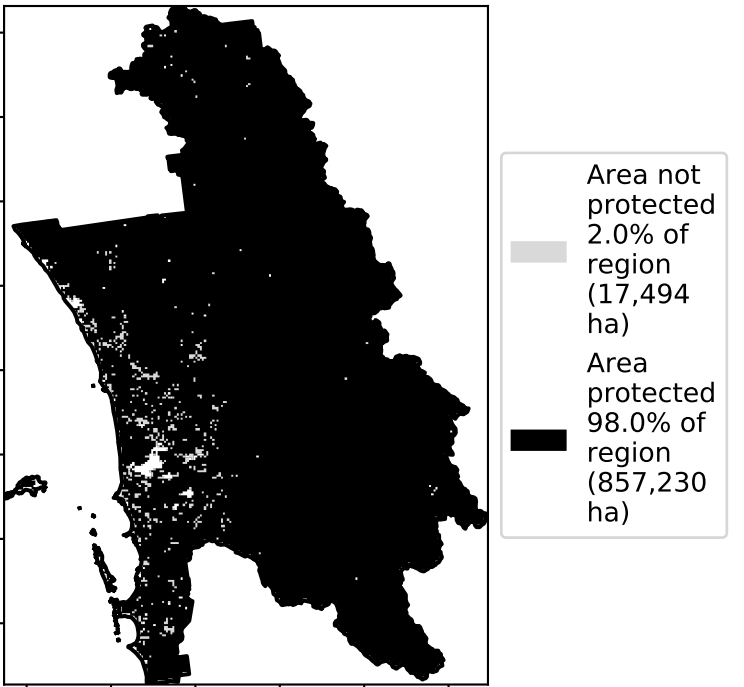 Area not
protected
2.0% of
region
(17,494
ha)
Area
protected
98.0% of
region
(857,230
ha)